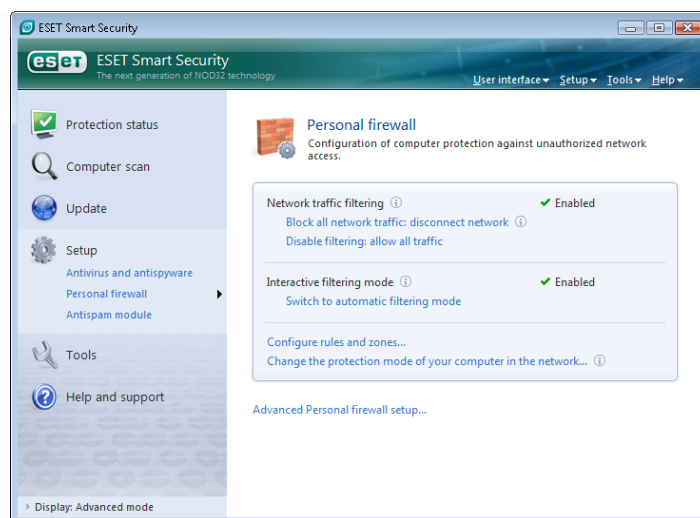 ESET Smart Security
eset ESET Smart Security
The next generation of NOD32 technology
User interface Setup Tools Help
Protection status
Computer scan
Update
Setup
Antivirus and antispyware
Personal firewall
Antispam module
Tools
Help and support
Display: Advanced mode
Personal firewall
Configuration of computer protection against unauthorized network
access.
Network traffic filtering Enabled
Block all network traffic: disconnect network
Disable filtering: allow all traffic
Interactive filtering mode Enabled
Switch to automatic filtering mode
Configure rules and zones...
Change the protection mode of your computer in the network...
Advanced Personal firewall setup...